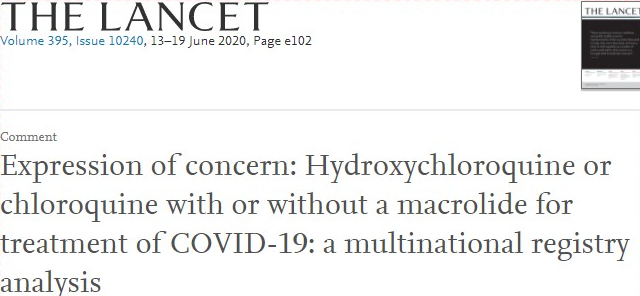 THE LANCET
Volume 395, Issue 10240, 13–19 June 2020, Page e102
THE LANCET
Comment
Expression of concern: Hydroxychloroquine or
chloroquine with or without a macrolide for
treatment of COVID-19: a multinational registry
analysis